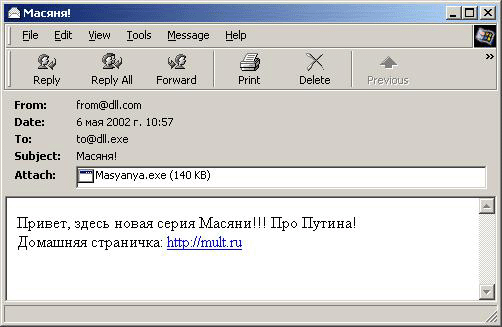 Масяня!
File Edit View Tools Message Help
Reply Reply All Forward Print Delete Previous
From: from@dll.com
Date: 6 мая 2002 г. 10:57
To: to@dll.exe
Subject: Масяня!
Attach: Masyanya.exe (140 KB)
Привет, здесь новая серия Масяни!!! Про Путина!
Домашняя страничка: http://mult.ru